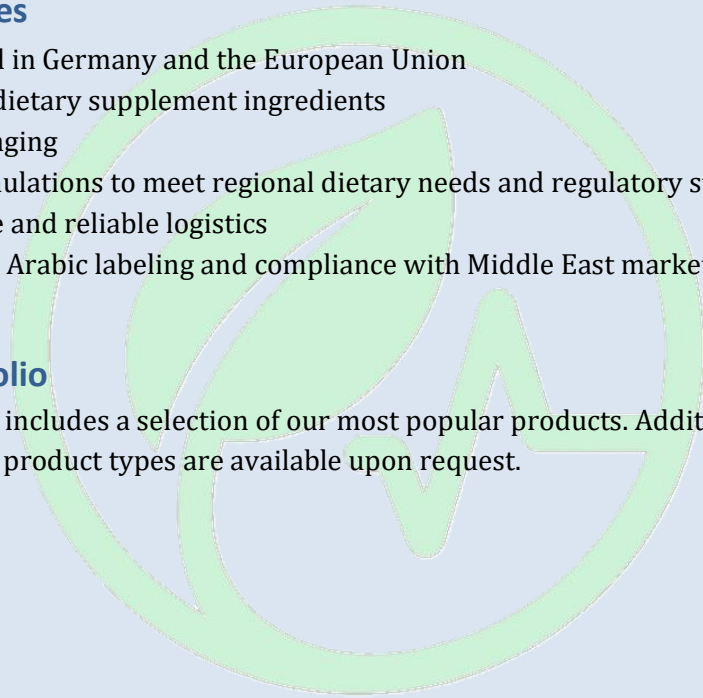 es
l in Germany and the European Union
dietary supplement ingredients
aging
ulations to meet regional dietary needs and regulatory s
e and reliable logistics
Arabic labeling and compliance with Middle East market
olio
includes a selection of our most popular products. Addit
product types are available upon request.